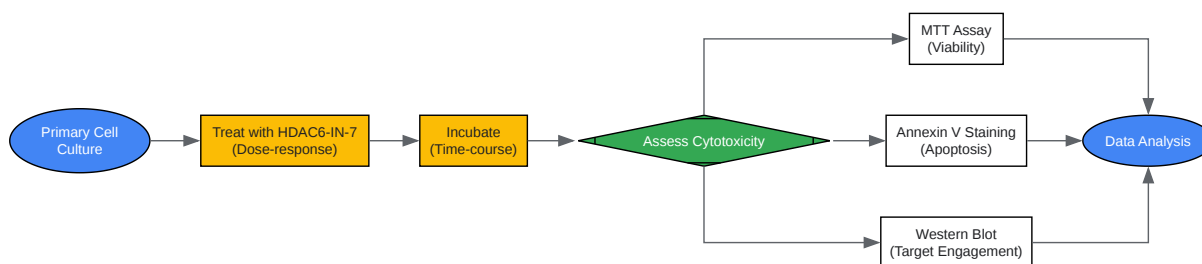 Primary Cell
Culture
Treat with HDAC6-IN-7
(Dose-response)
Incubate
(Time-course)
Assess Cytotoxicity
MTT Assay
(Viability)
Annexin V Staining
(Apoptosis)
Western Blot
(Target Engagement)
Data Analysis